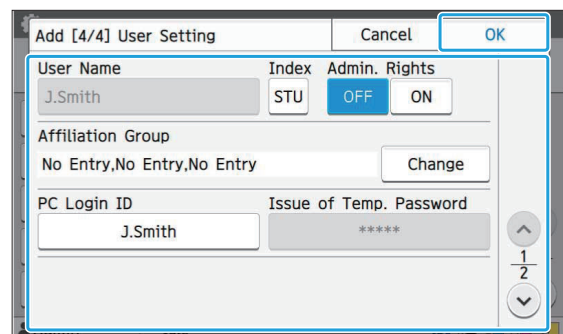 Add [4/4] User Setting Cancel OK
User Name Index Admin. Rights
J.Smith STU OFF ON
Affiliation Group
No Entry,No Entry,No Entry Change
PC Login ID Issue of Temp. Password
J.Smith *****
1
2